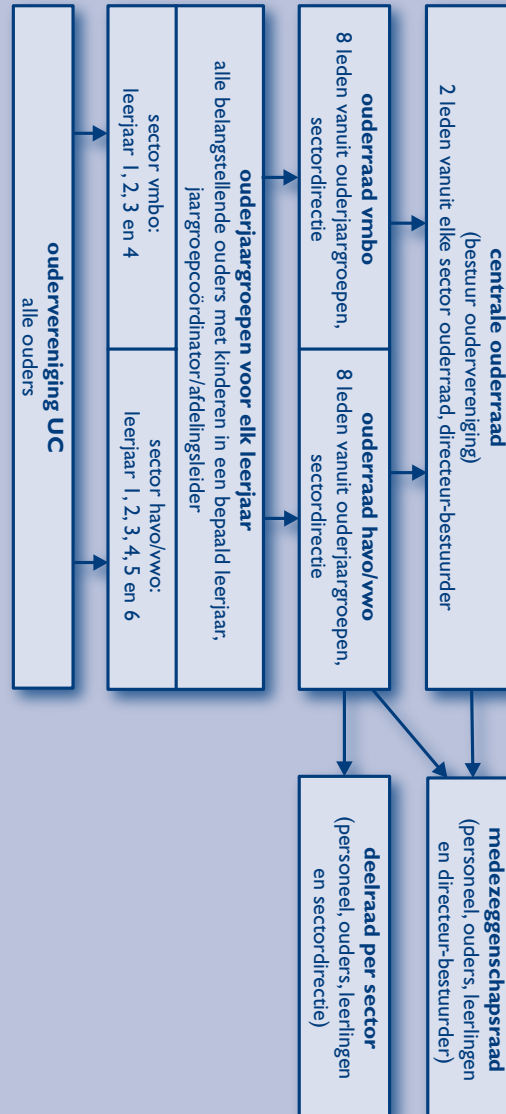 centrale ouderraad
(bestuur oudervereniging)
2 leden vanuit elke sector ouderraad, directeur-bestuurder
medezeggenschapsraad
(personeel, ouders, leerlingen
en directeur-bestuurder)
ouderraad vmbo
8 leden vanuit ouderjaargroepen,
sectordirectie
ouderraad havo/vwo
8 leden vanuit ouderjaargroepen,
sectordirectie
deelraad per sector
(personeel, ouders, leerlingen
en sectordirectie)
ouderjaargroepen voor elk leerjaar
alle belangstellende ouders met kinderen in een bepaald leerjaar,
jaargroepcoördinator/afdelingsleider
sector vmbo:
leerjaar 1, 2, 3 en 4
sector havo/vwo:
leerjaar 1, 2, 3, 4, 5 en 6
oudervereniging UC
alle ouders